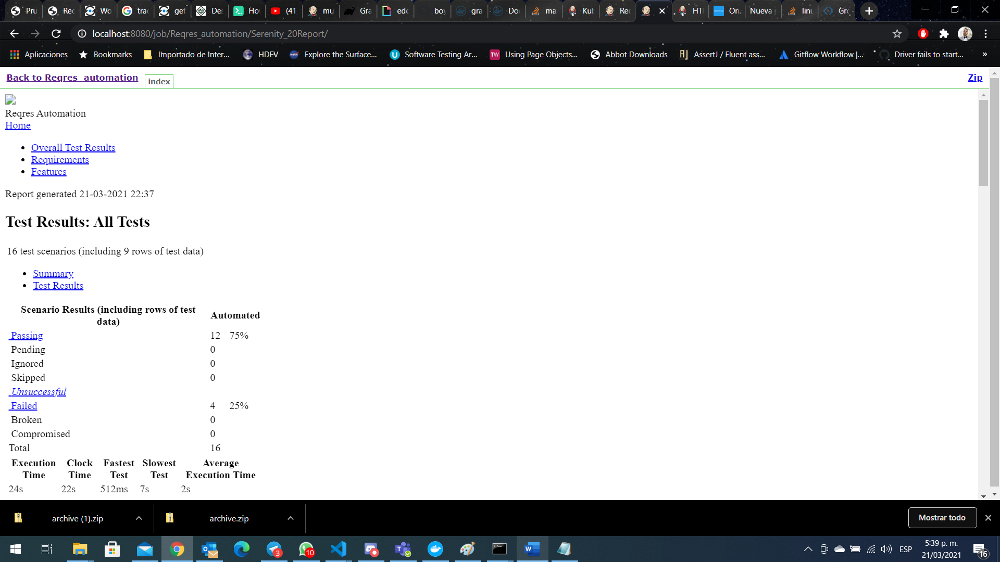 Pru
Rec
Wo
trac
get
Des
Ho
(41
mu
Gra
edc
boy
gra
Doc
ma
Kub
Rec
HTI
On
Nueva
linu
Gro
localhost:8080/job/Reqres_automation/Serenity_20Report/
Aplicaciones
Bookmarks
Importado de Inter...
HDEV
Explore the Surface...
Software Testing Ar...
Using Page Objects...
Abbot Downloads
AssertJ / Fluent ass...
Gitflow Workflow |...
Driver fails to start...
»
Back to Reqres_automation
index
Zip
Reqres Automation
Home
• Overall Test Results
• Requirements
• Features
Report generated 21-03-2021 22:37
Test Results: All Tests
16 test scenarios (including 9 rows of test data)
• Summary
• Test Results
Scenario Results (including rows of test data) Automated
Passing 12 75%
Pending 0
Ignored 0
Skipped 0
Unsuccessful
Failed 4 25%
Broken 0
Compromised 0
Total 16
Execution Time Clock Time Fastest Test Slowest Test Average Execution Time
24s 22s 512ms 7s 2s
archive (1).zip
archive.zip
Mostrar todo
3
10
ESP
5:39 p. m.
21/03/2021
16